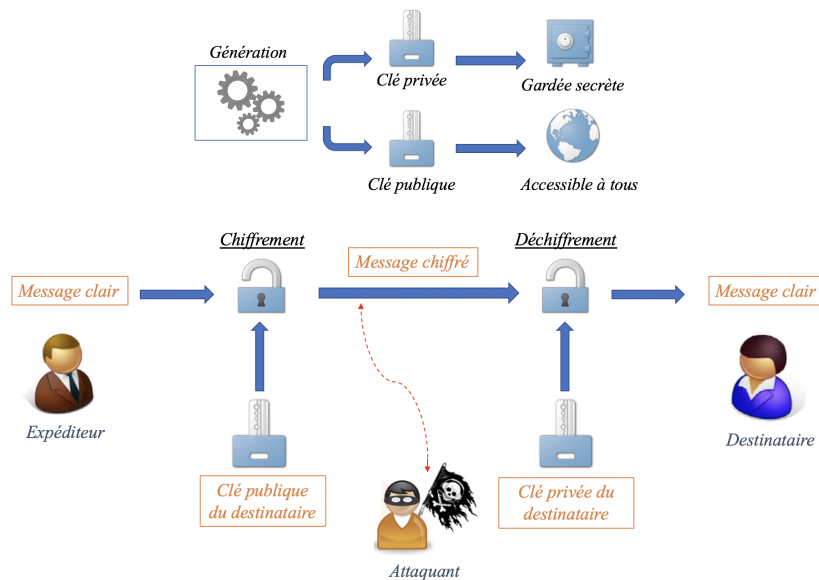 Génération
Clé privée
Gardée secrète
Clé publique
Accessible à tous
Chiffrement
Déchiffrement
Message clair
Message chiffré
Message clair
Expéditeur
Destinataire
Clé publique
du destinataire
Clé privée du
destinataire
Attaquant